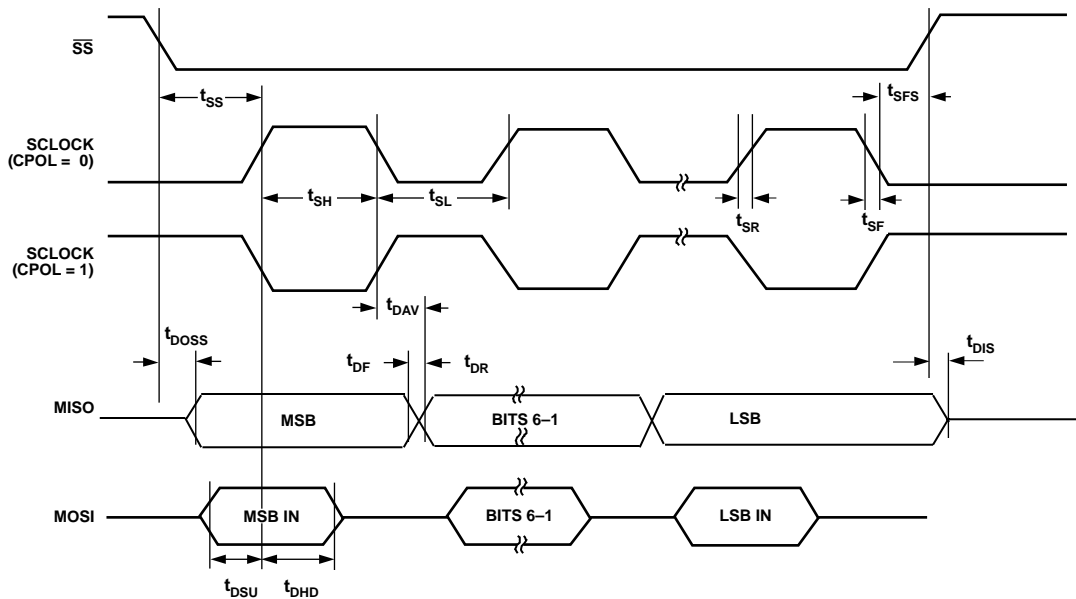 SS
tSS
tSFS
SCLOCK
(CPOL = 0)
tSH
tSL
tSR
tSF
SCLOCK
(CPOL = 1)
tDAV
tDOSS
tDF
tDR
tDIS
MISO
MSB
BITS 6–1
LSB
MOSI
MSB IN
BITS 6–1
LSB IN
tDSU
tDHD